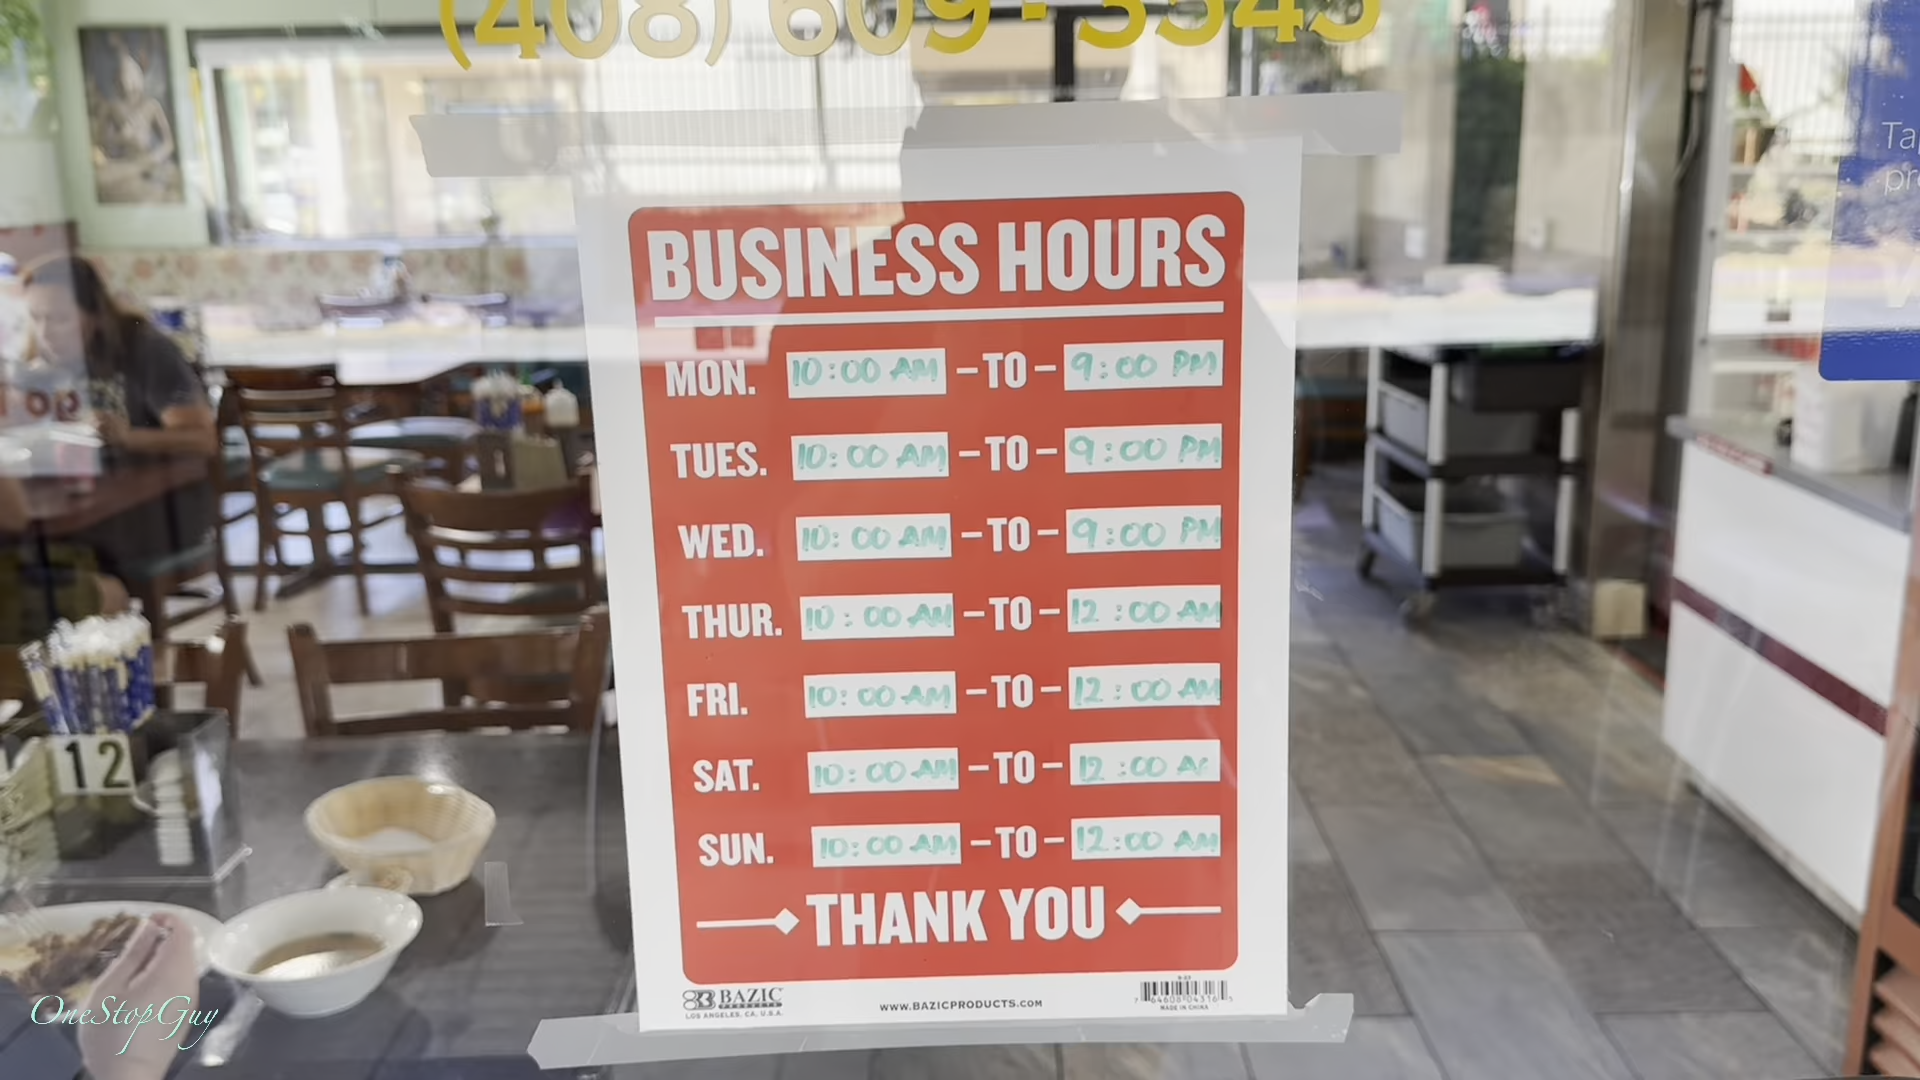 (408) 609-3545
BUSINESS HOURS
MON. 10:00 AM -TO- 9:00 PM
TUES. 10:00 AM -TO- 9:00 PM
WED. 10:00 AM -TO- 9:00 PM
THUR. 10:00 AM -TO- 12:00 AM
FRI. 10:00 AM -TO- 12:00 AM
SAT. 10:00 AM -TO- 12:00 A
SUN. 10:00 AM -TO- 12:00 AM
THANK YOU
BAZIC
PRODUCTS
LOS ANGELES, CA, U.S.A.
WWW.BAZICPRODUCTS.COM
MADE IN CHINA
12
OneStopGuy